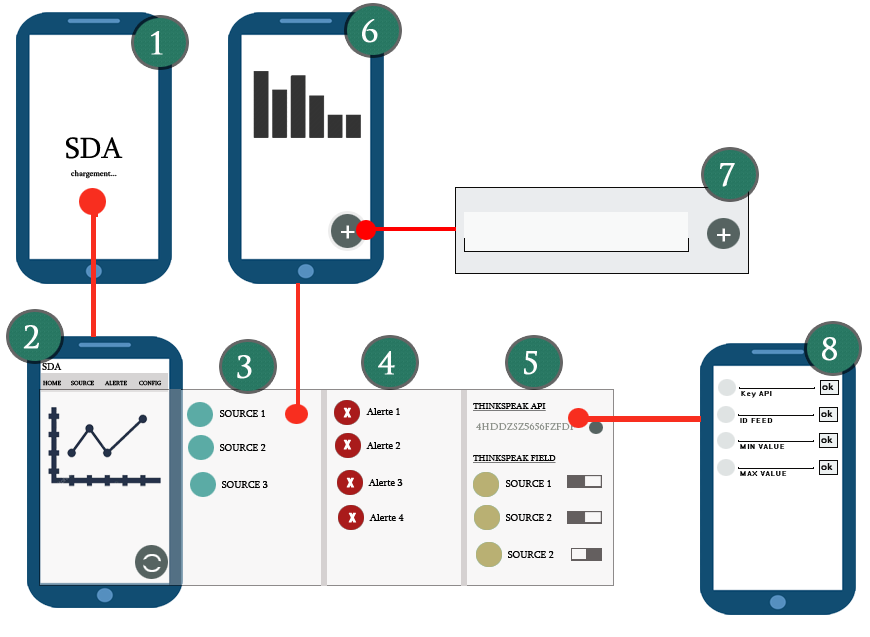 1
SDA
chargement...
6
7
+
+
2
SDA
HOME SOURCE ALERTE CONFIG
3
SOURCE 1
SOURCE 2
SOURCE 3
4
X Alerte 1
X Alerte 2
X Alerte 3
X Alerte 4
5
THINKSPEAK API
4HDDZSZ5656FZFDF
THINKSPEAK FIELD
SOURCE 1
SOURCE 2
SOURCE 2
8
ok
Key API
ok
ID FEED
ok
MIN VALUE
ok
MAX VALUE